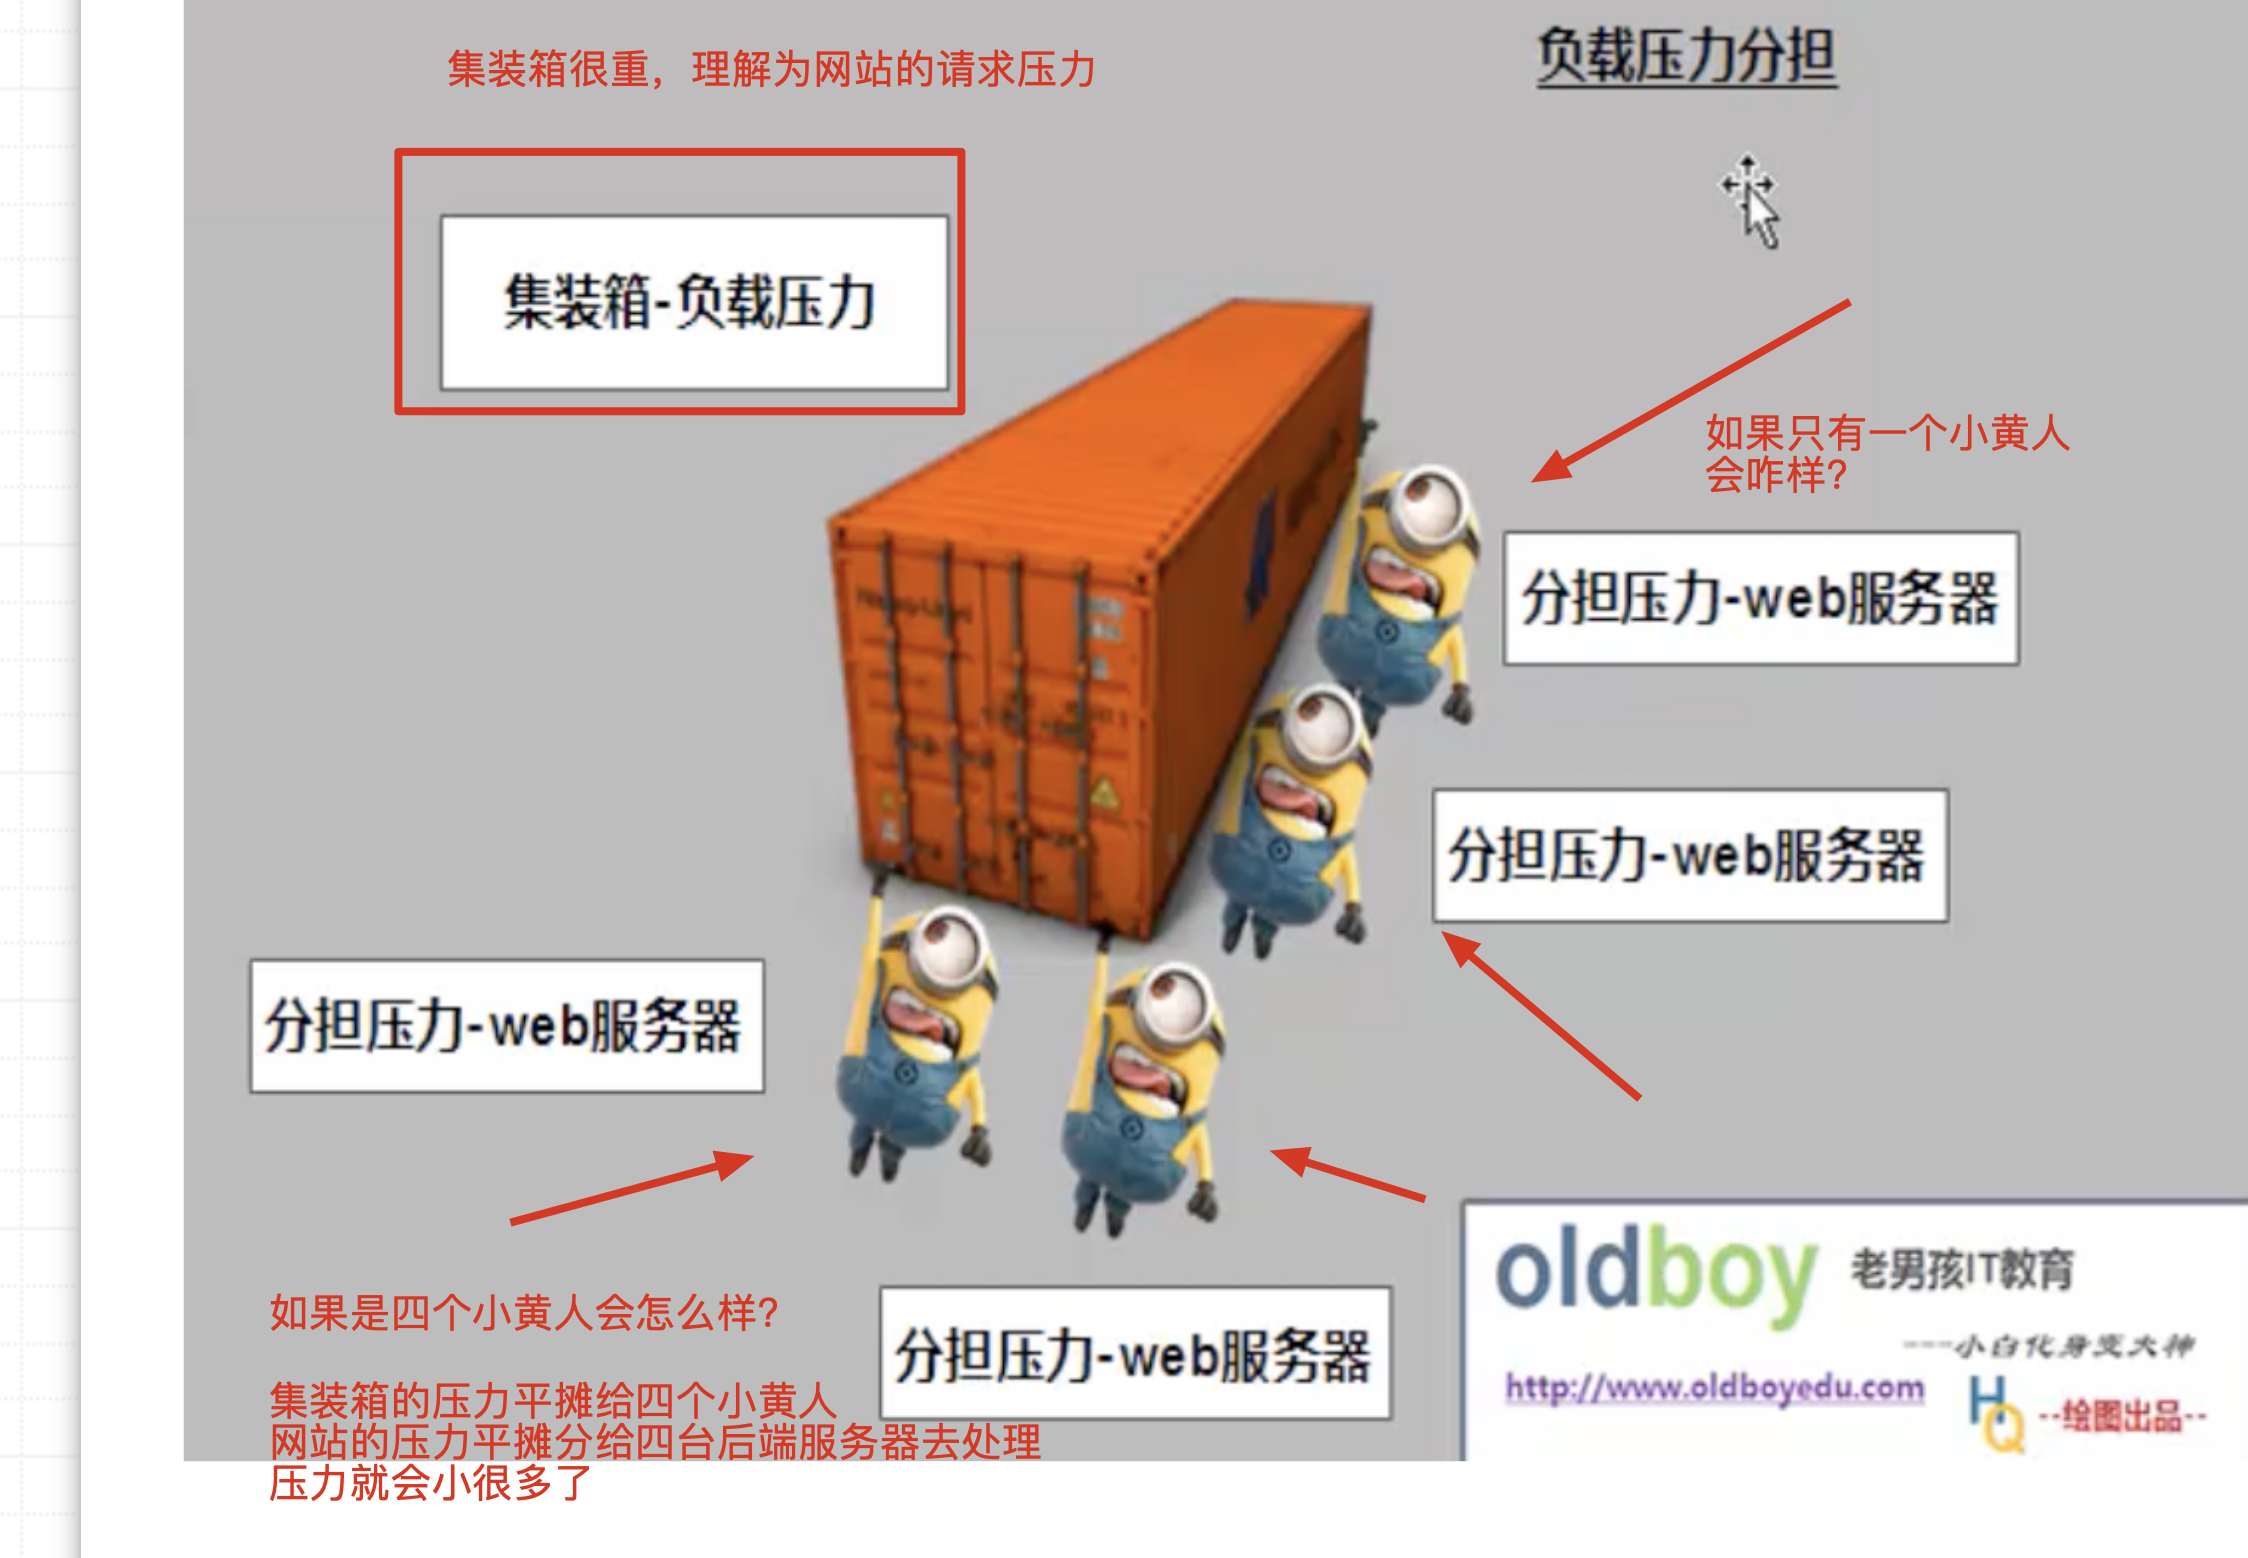 集装箱很重，理解为网站的请求压力
负载压力分担
集装箱-负载压力
如果只有一个小黄人
会咋样？
分担压力-web服务器
分担压力-web服务器
分担压力-web服务器
如果是四个小黄人会怎么样？
分担压力-web服务器
集装箱的压力平摊给四个小黄人
网站的压力平摊分给四台后端服务器去处理
压力就会小很多了
oldboy 老男孩IT教育
---小白化身变大神
http://www.oldboyedu.com
HQ --绘图出品--